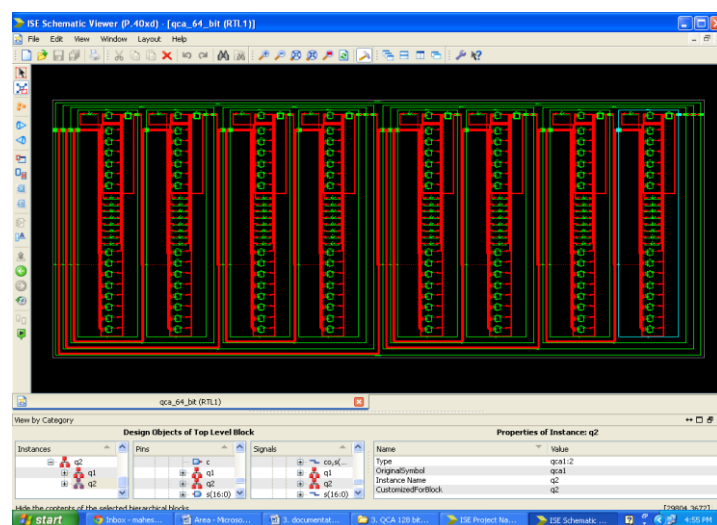 ISE Schematic Viewer (P.40xd) - [qca_64_bit (RTL1)]
File Edit View Window Layout Help
qca_64_bit (RTL1)
View by Category
Design Objects of Top Level Block
Properties of Instance: q2
Instances Pins Signals Name Value
q2 c co,s(... Type qca1:2
q1 q1 q1 OriginalSymbol qca1
q2 q2 q2 Instance Name q2
s(16:0) s(16:0) CustomizedForBlock q2
Hide the contents of the selected hierarchical blocks [29804,3672]
start Inbox - mahes... Area - Microso... 3. documentat... 3. QCA 128 bit... ISE Project Na... ISE Schematic ... 4:55 PM